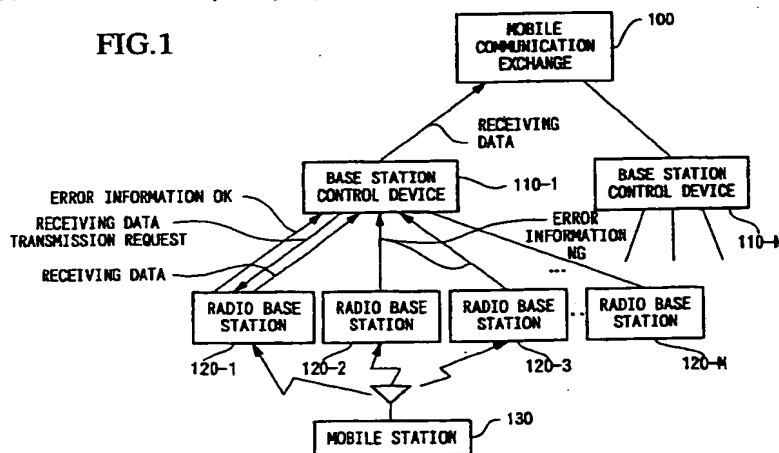 FIG.1
MOBILE
COMMUNICATION
EXCHANGE
100
RECEIVING
DATA
BASE STATION
CONTROL DEVICE
110-1
BASE STATION
CONTROL DEVICE
ERROR INFORMATION OK
RECEIVING DATA
TRANSMISSION REQUEST
RECEIVING DATA
ERROR
INFORMATION
NG
...
RADIO BASE
STATION
120-1
RADIO BASE
STATION
120-2
RADIO BASE
STATION
120-3
RADIO BASE
STATION
120-M
MOBILE STATION
130